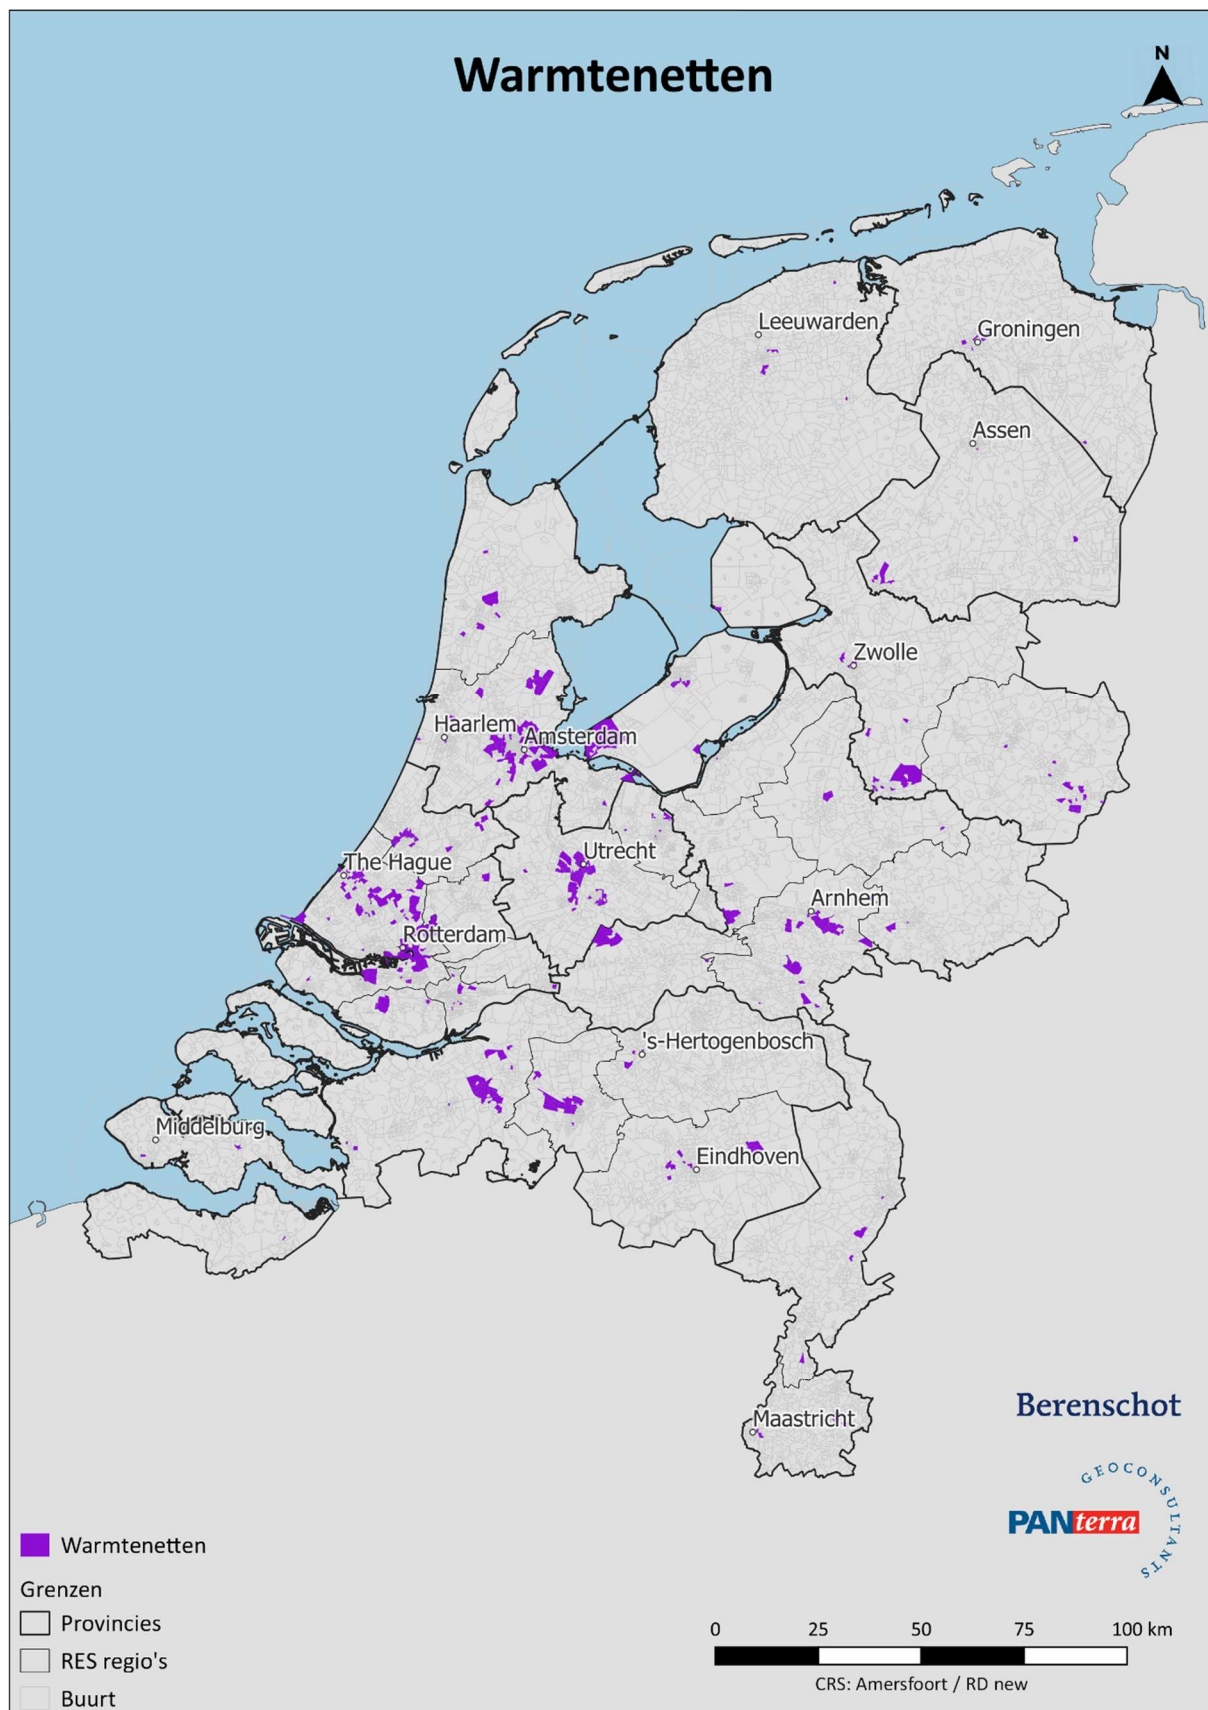 Warmtenetten
N
Leeuwarden
Groningen
Assen
Zwolle
Haarlem
Amsterdam
The Hague
Utrecht
Arnhem
Rotterdam
's-Hertogenbosch
Middelburg
Eindhoven
Maastricht
Berenschot
GEOCONSULTANTS
PANterra
Warmtenetten
Grenzen
Provincies
RES regio's
Buurt
0 25 50 75 100 km
CRS: Amersfoort / RD new